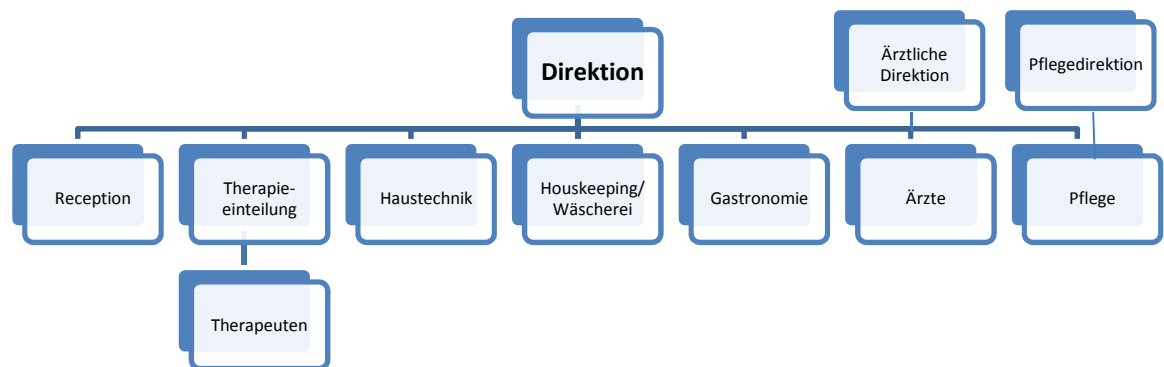 Direktion
Ärztliche
Direktion
Pflegedirektion
Reception
Therapie-
einteilung
Haustechnik
Houskeeping/
Wäscherei
Gastronomie
Ärzte
Pflege
Therapeuten